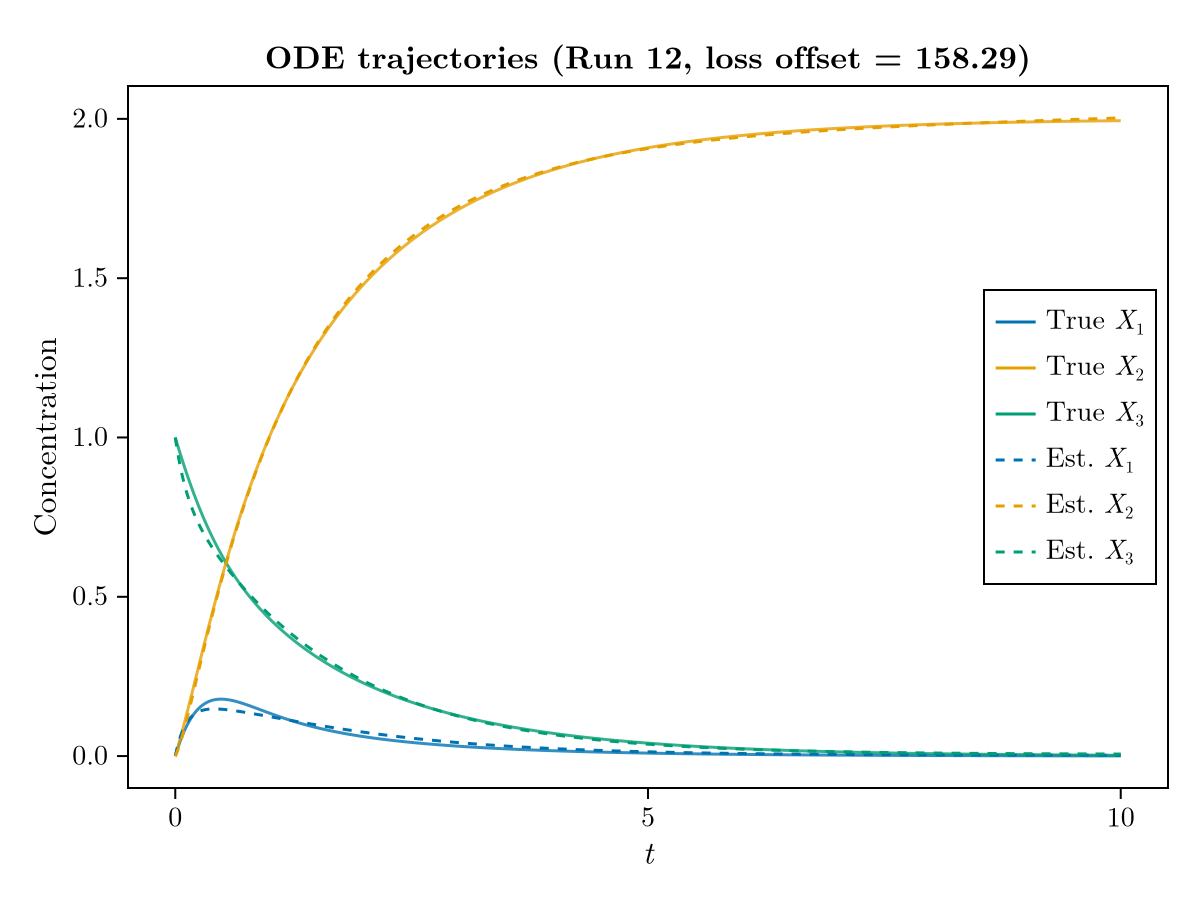 ODE trajectories (Run 12, loss offset = 158.29)
2.0
1.5
1.0
0.5
0.0
Concentration
True X₁
True X₂
True X₃
Est. X₁
Est. X₂
Est. X₃
0
5
10
t